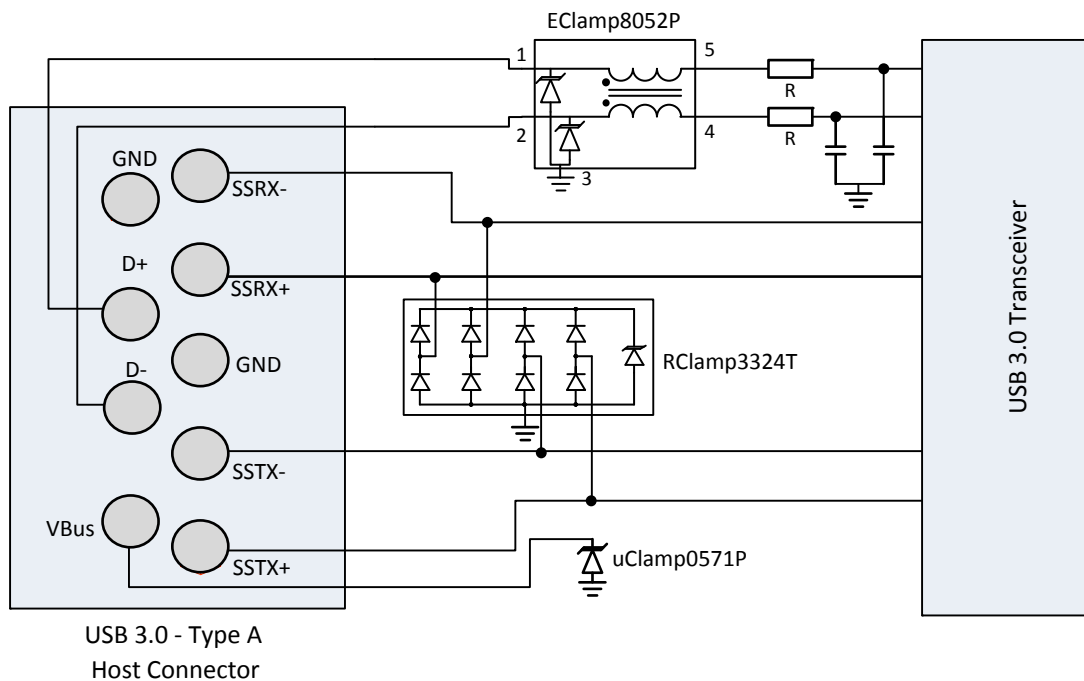 EClamp8052P
1
5
R
2
4
R
3
GND
SSRX-
D+
SSRX+
GND
D-
RClamp3324T
SSTX-
VBus
SSTX+
uClamp0571P
USB 3.0 Transceiver
USB 3.0 - Type A
Host Connector